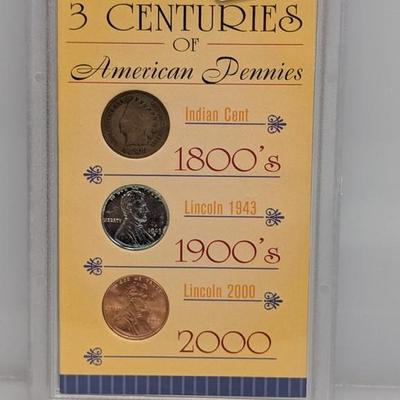 3 CENTURIES
OF
American Pennies
Indian Cent
1800's
Lincoln 1943
1900's
Lincoln 2000
2000